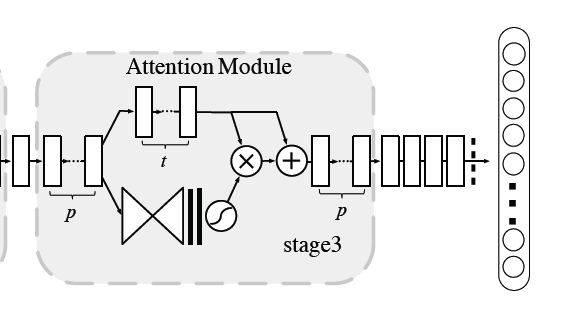 Attention Module
t
p
p
stage3